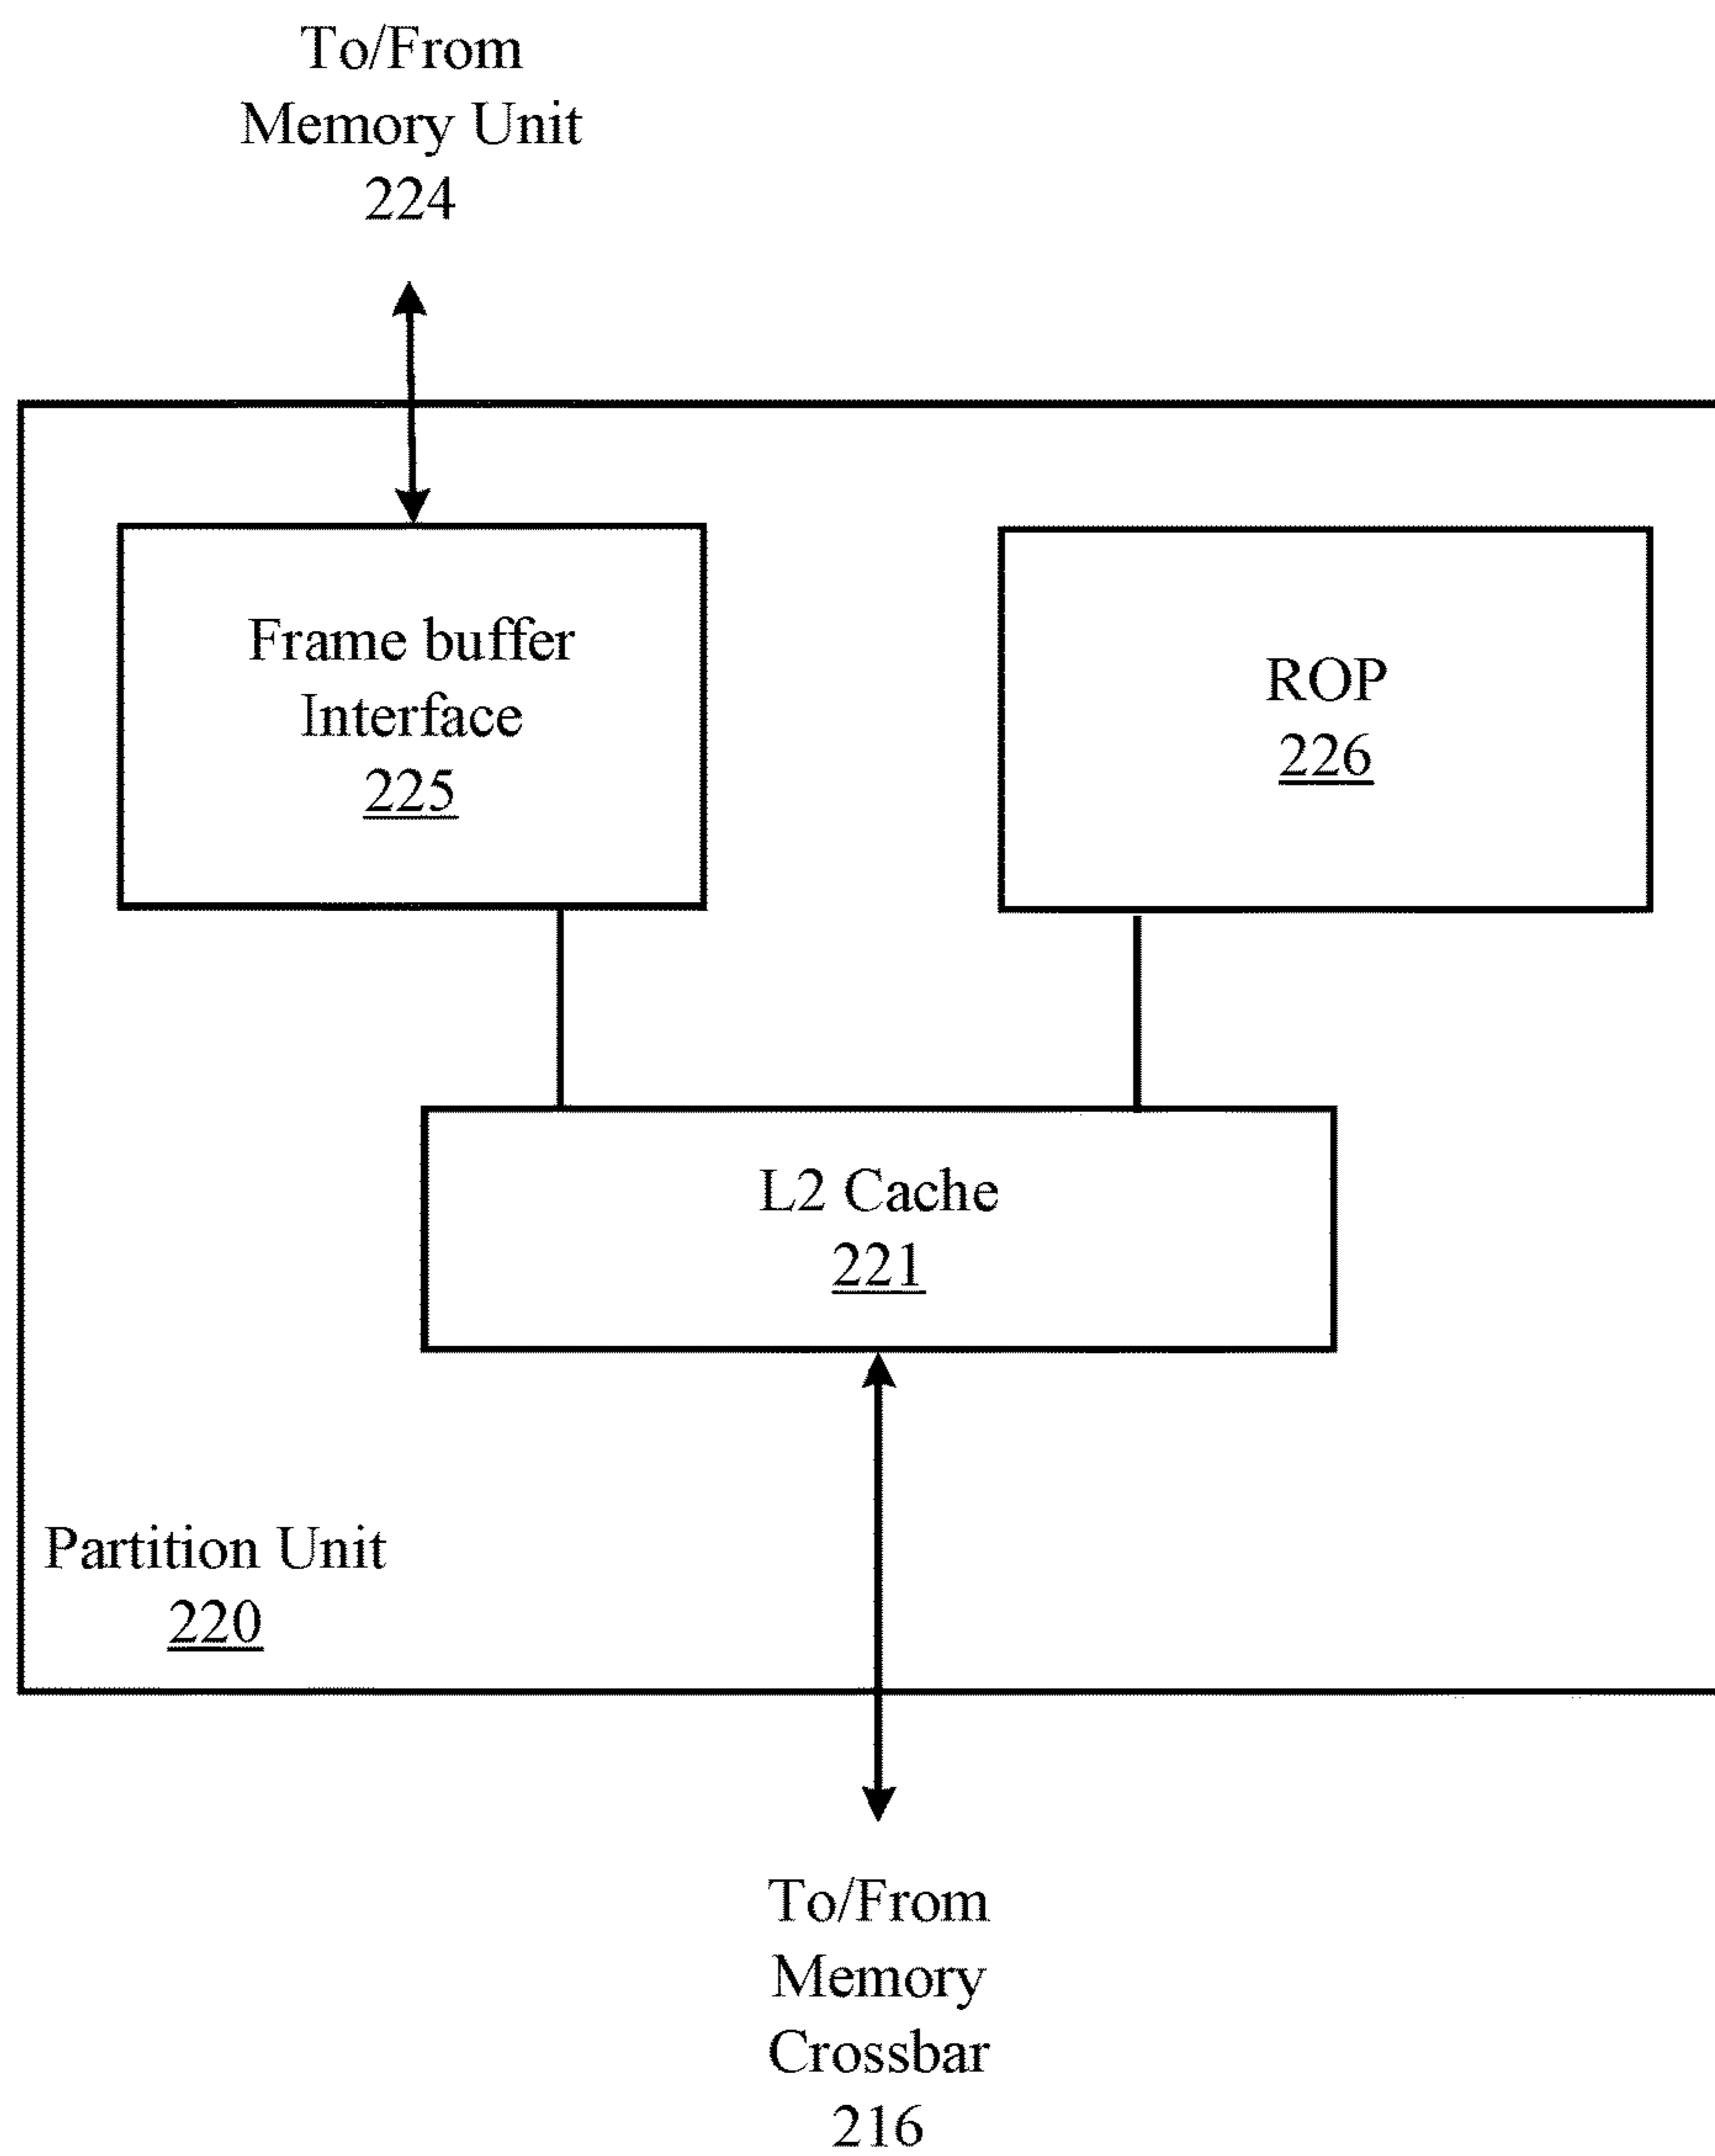 To/From
Memory Unit
224
Frame buffer
Interface
225
ROP
226
L2 Cache
221
Partition Unit
220
To/From
Memory
Crossbar
216